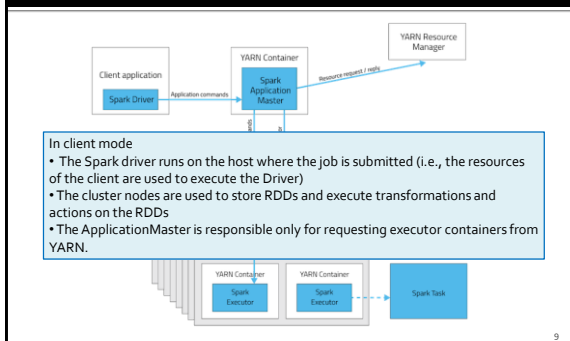 YARN Resource
Manager
YARN Container
Client application
Spark
Application
Master
Spark Driver
Application commands
Resource request / reply
In client mode
• The Spark driver runs on the host where the job is submitted (i.e., the resources
of the client are used to execute the Driver)
• The cluster nodes are used to store RDDs and execute transformations and
actions on the RDDs
• The ApplicationMaster is responsible only for requesting executor containers from
YARN.
YARN Container
YARN Container
Spark
Executor
Spark
Executor
Spark Task
9